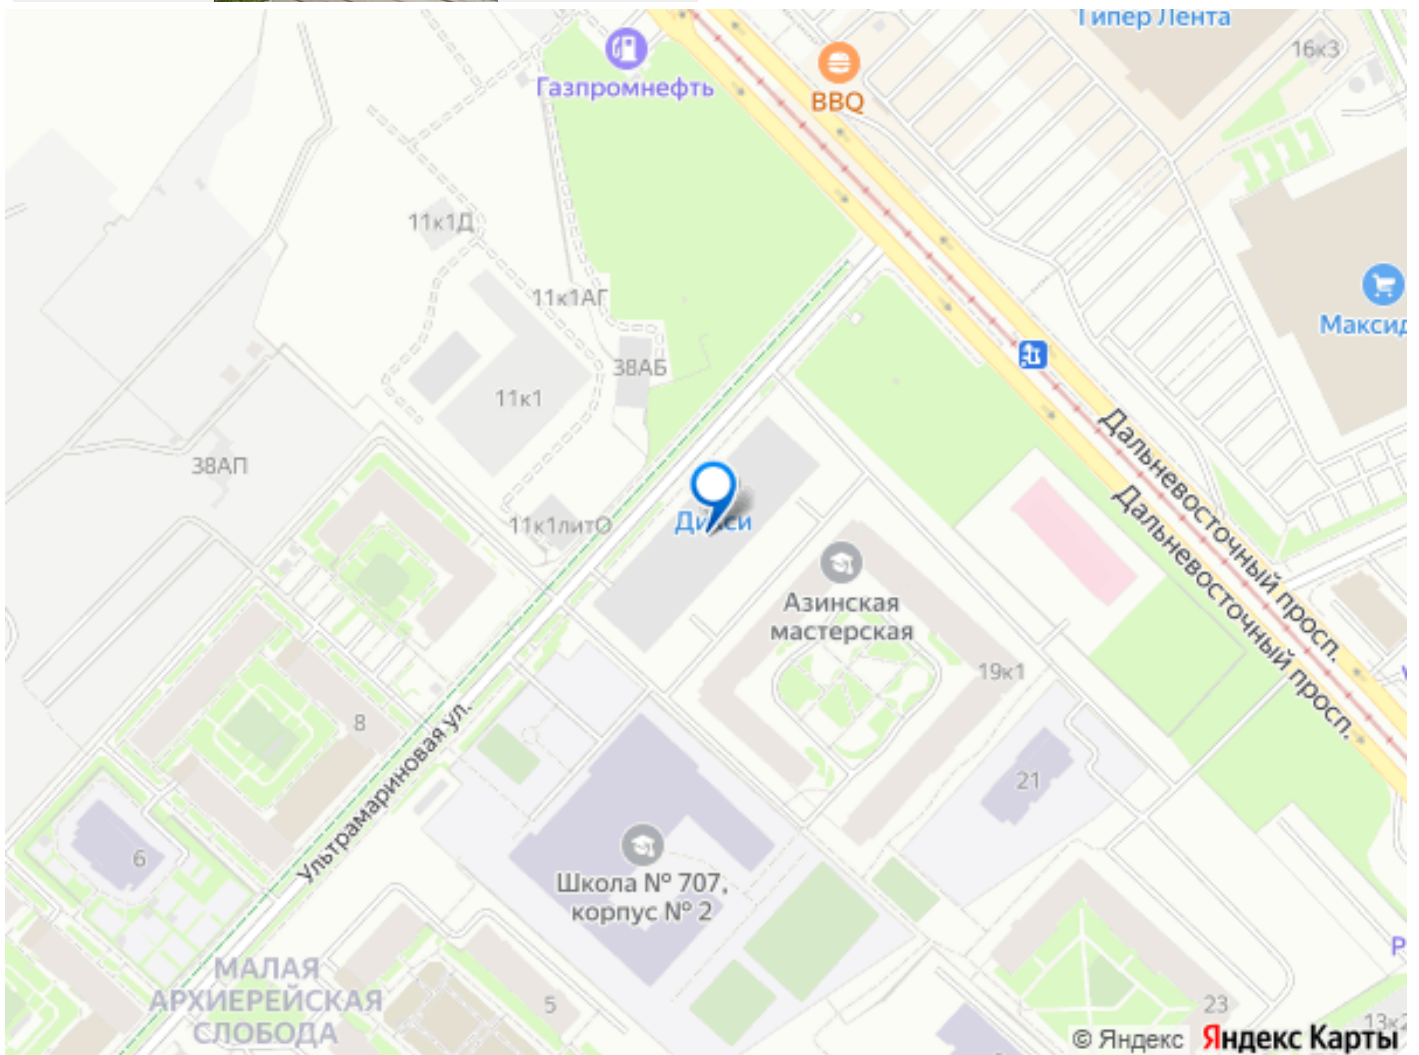 Гипер Лента
16к3
Газпромнефть
BBQ
11к1Д
11к1АГ
Максид
38АБ
11к1
38АП
Дикси
11к1литО
Дальневосточный просп.
Дальневосточный просп.
Азинская
мастерская
19к1
8
Ультрамариновая ул.
21
6
Школа № 707,
корпус № 2
МАЛАЯ
АРХИЕРЕЙСКАЯ
СЛОБОДА
5
23
13к2
© Яндекс Яндекс Карты